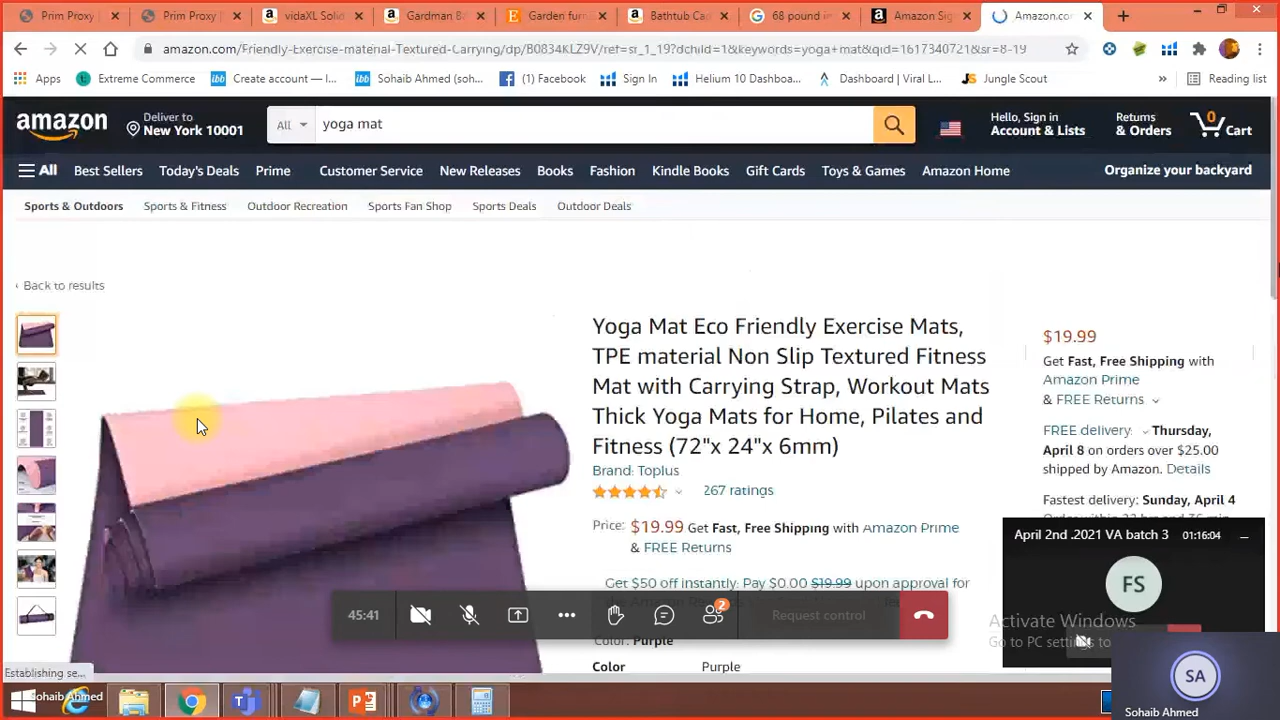 Prim Proxy
Prim Proxy
vidaXL Soli
Gardman B
Garden furn
Bathtub Ca
68 pound in
Amazon Sig
Amazon.co
amazon.com/Friendly-Exercise-material-Textured-Carrying/dp/B0834KLZ9V/ref=sr_1_19?dchild=1&keywords=yoga+mat&qid=1617340721&sr=8-19
Apps
Extreme Commerce
ibb Create account — I...
ibb Sohaib Ahmed (soh...
(1) Facebook
Sign In
Helium 10 Dashboa...
Dashboard | Viral L...
JS Jungle Scout
»
Reading list
amazon
Deliver to
New York 10001
All
yoga mat
Hello, Sign in
Account & Lists
Returns
& Orders
0
Cart
All
Best Sellers
Today's Deals
Prime
Customer Service
New Releases
Books
Fashion
Kindle Books
Gift Cards
Toys & Games
Amazon Home
Organize your backyard
Sports & Outdoors
Sports & Fitness
Outdoor Recreation
Sports Fan Shop
Sports Deals
Outdoor Deals
‹ Back to results
Yoga Mat Eco Friendly Exercise Mats,
TPE material Non Slip Textured Fitness
Mat with Carrying Strap, Workout Mats
Thick Yoga Mats for Home, Pilates and
Fitness (72"x 24"x 6mm)
Brand: Toplus
267 ratings
Price: $19.99 Get Fast, Free Shipping with Amazon Prime
& FREE Returns
Get $50 off instantly: Pay $0.00 $19.99 upon approval for
Color: Purple
Color Purple
$19.99
Get Fast, Free Shipping with
Amazon Prime
& FREE Returns
FREE delivery: Thursday,
April 8 on orders over $25.00
shipped by Amazon. Details
Fastest delivery: Sunday, April 4
April 2nd .2021 VA batch 3
01:16:04
FS
Activate Windows
Go to PC settings to
45:41
2
Request control
SA
Sohaib Ahmed
Establishing se...
Sohaib Ahmed